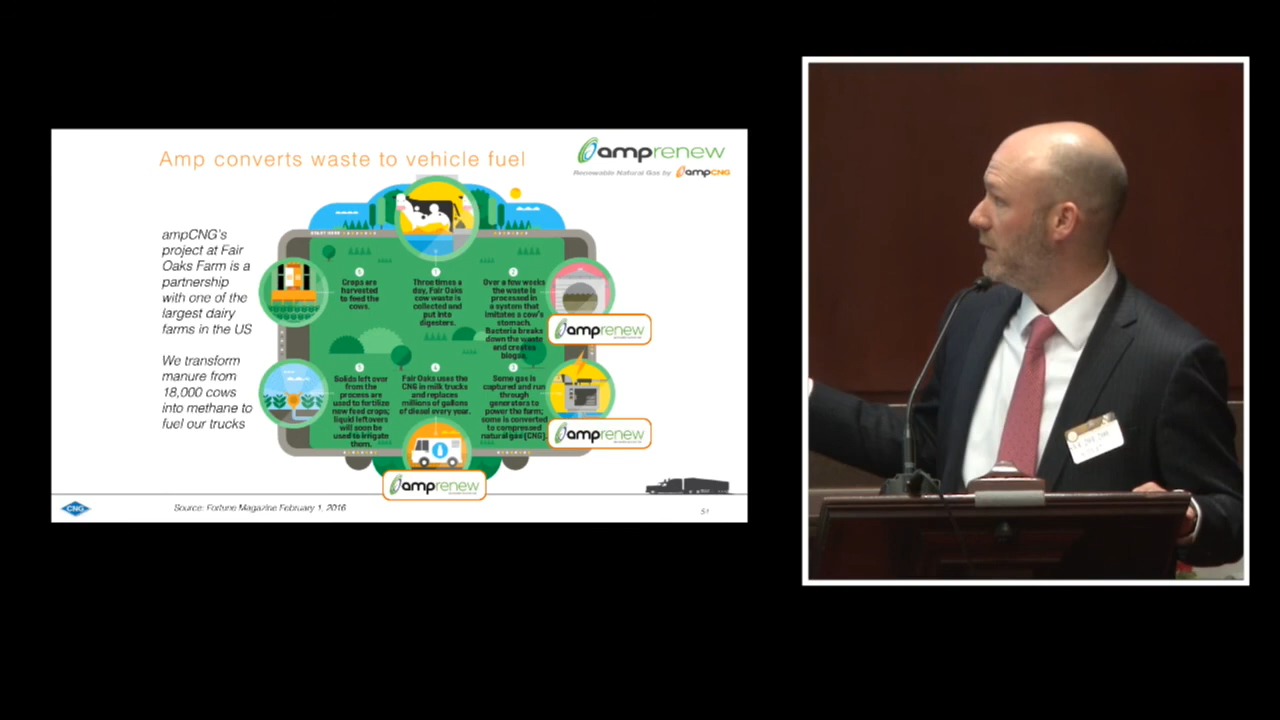 Amp converts waste to vehicle fuel
amprenew
Renewable Natural Gas by ampCNG
ampCNG's
project at Fair
Oaks Farm is a
partnership
with one of the
largest dairy
farms in the US
We transform
manure from
18,000 cows
into methane to
fuel our trucks
START HERE
6
Crops are
harvested
to feed the
cows.
1
Three times a
day, Fair Oaks
cow waste is
collected and
put into
digesters.
2
Over a few weeks
the waste is
processed in
a system that
imitates a cow's
stomach.
Bacteria breaks
down the waste
and creates
biogas.
amprenew
5
Solids left over
from the
process are
used to fertilize
new feed crops;
liquid leftovers
will soon be
used to irrigate
them.
4
Fair Oaks uses the
CNG in milk trucks
and replaces
millions of gallons
of diesel every year.
3
Some gas is
captured and run
through
generators to
power the farm;
some is converted
to compressed
natural gas (CNG).
amprenew
amprenew
CNG
Source: Fortune Magazine February 1, 2016
51